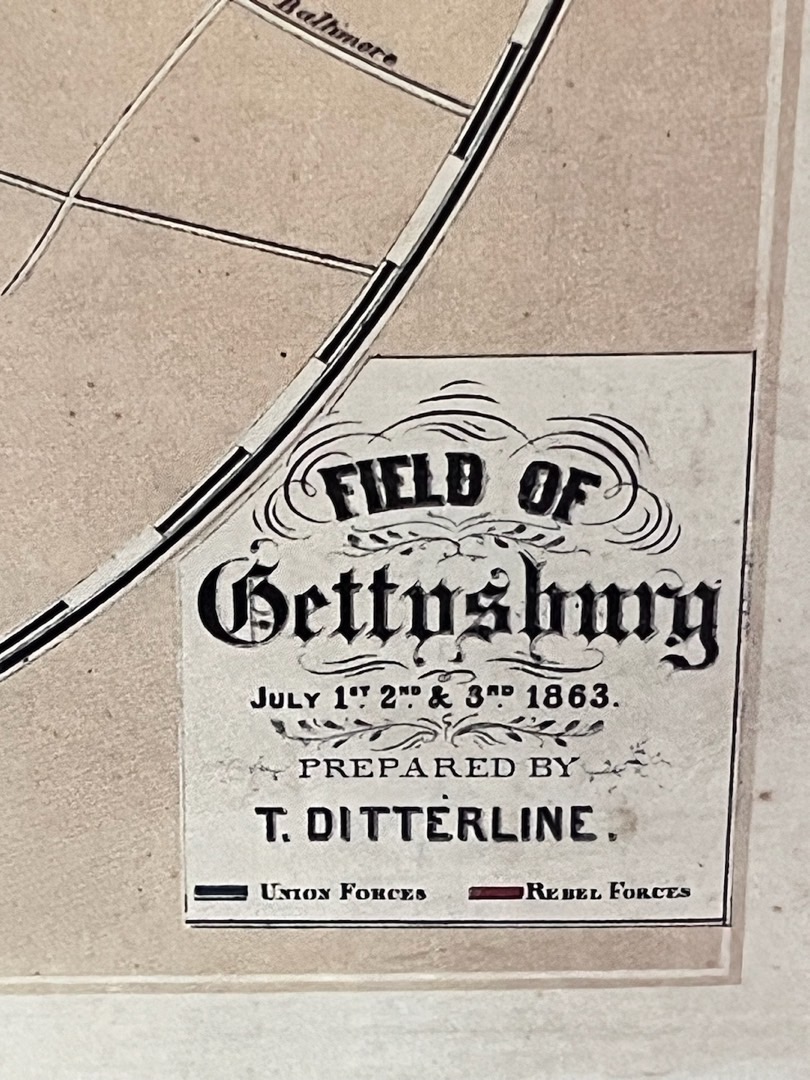 Baltimore
FIELD OF
Gettysburg
JULY 1ST 2ND & 3RD 1863.
PREPARED BY
T. DITTERLINE.
UNION FORCES REBEL FORCES